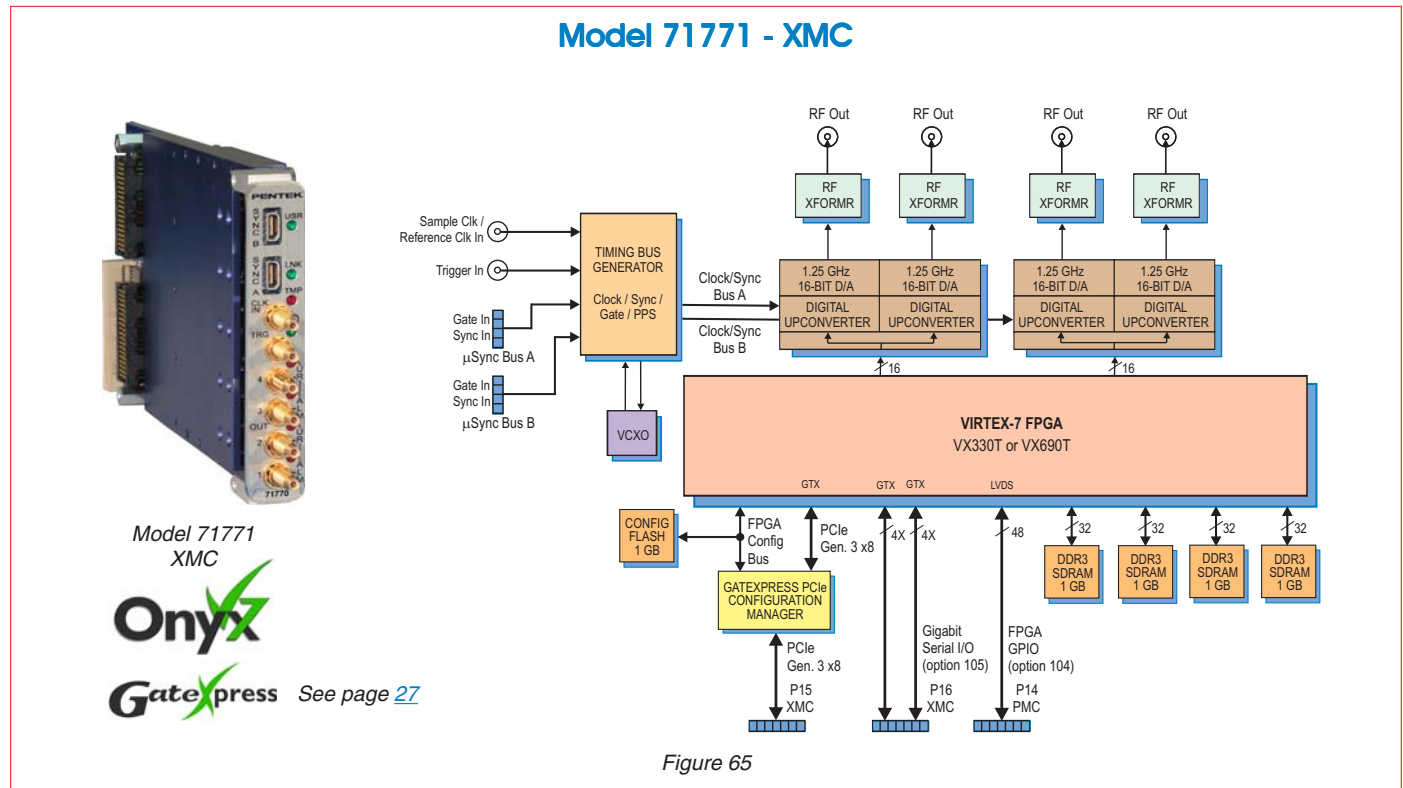 Model 71771 - XMC
PENTEK
SYNC B
USR
SYNC A
LNK
TMP
CLK
IN
TRG
4
3
OUT
2
1
71770
Model 71771
XMC
Onyx7
GateXpress
See page 27
Sample Clk /
Reference Clk In
Trigger In
Gate In
Sync In
μSync Bus A
Gate In
Sync In
μSync Bus B
TIMING BUS
GENERATOR
Clock / Sync /
Gate / PPS
VCXO
Clock/Sync
Bus A
Clock/Sync
Bus B
RF Out
RF Out
RF Out
RF Out
RF
XFORMR
RF
XFORMR
RF
XFORMR
RF
XFORMR
1.25 GHz
16-BIT D/A
1.25 GHz
16-BIT D/A
1.25 GHz
16-BIT D/A
1.25 GHz
16-BIT D/A
DIGITAL
UPCONVERTER
DIGITAL
UPCONVERTER
DIGITAL
UPCONVERTER
DIGITAL
UPCONVERTER
16
16
VIRTEX-7 FPGA
VX330T or VX690T
GTX
GTX
GTX
LVDS
CONFIG
FLASH
1 GB
FPGA
Config
Bus
PCIe
Gen. 3 x8
4X
4X
48
32
32
32
32
DDR3
SDRAM
1 GB
DDR3
SDRAM
1 GB
DDR3
SDRAM
1 GB
DDR3
SDRAM
1 GB
GATEXPRESS PCIe
CONFIGURATION
MANAGER
PCIe
Gen. 3 x8
Gigabit
Serial I/O
(option 105)
FPGA
GPIO
(option 104)
P15
XMC
P16
XMC
P14
PMC
Figure 65